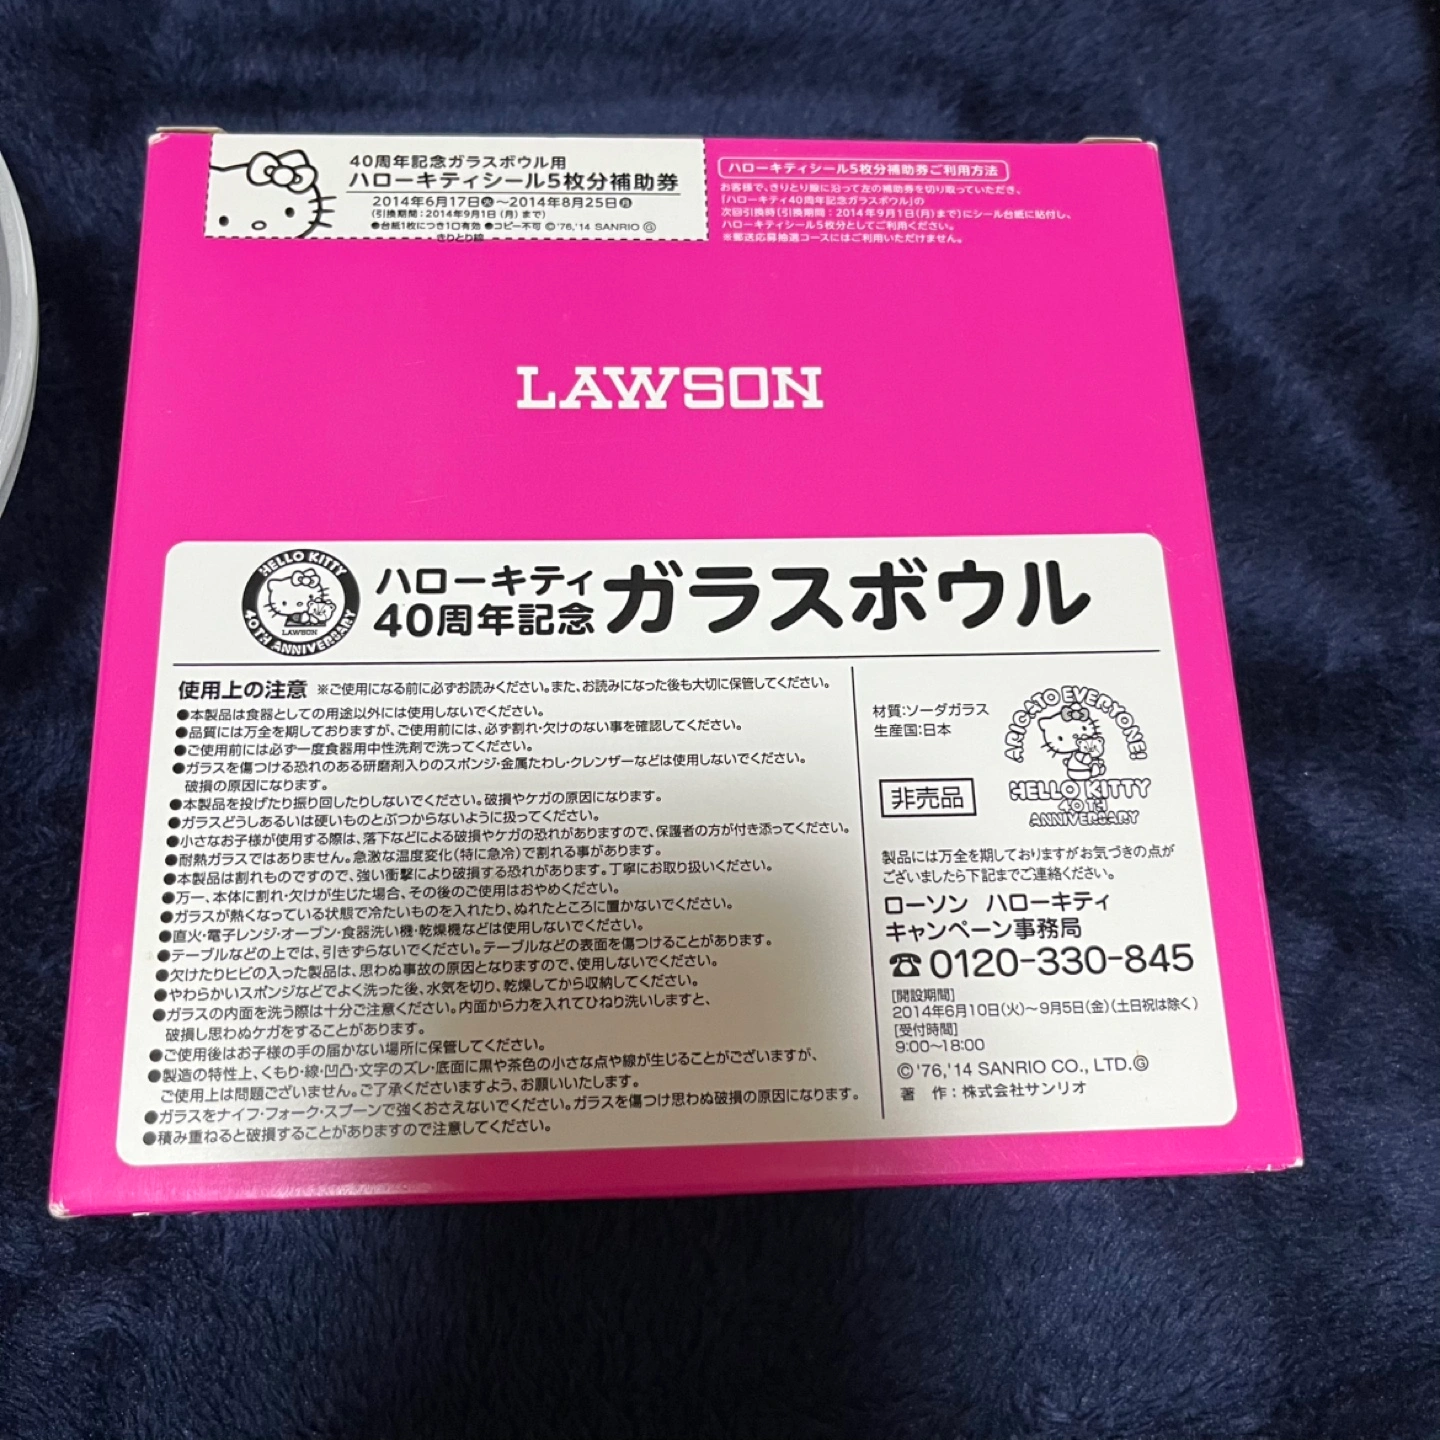 40周年記念ガラスボウル用
ハローキティシール5枚分補助券
2014年6月17日㊋〜2014年8月25日㊊
(引換期間:2014年9月1日(月)まで)
●台紙1枚につき1口有効 ●コピー不可 ©'76,'14 SANRIO Ⓖ
きりとり線
ハローキティシール5枚分補助券ご利用方法
お客様で、きりとり線に沿って左の補助券を切り取っていただき、
「ハローキティ40周年記念ガラスボウル」の
次回引換時(引換期間:2014年9月1日(月)まで)にシール台紙に貼付し、
ハローキティシール5枚分としてご利用ください。
※郵送応募抽選コースにはご利用いただけません。
LAWSON
HELLO KITTY
LAWSON
40TH ANNIVERSARY
ハローキティ
40周年記念
ガラスボウル
使用上の注意 ※ご使用になる前に必ずお読みください。また、お読みになった後も大切に保管してください。
●本製品は食器としての用途以外には使用しないでください。
●品質には万全を期しておりますが、ご使用前には、必ず割れ・欠けのない事を確認してください。
●ご使用前には必ず一度食器用中性洗剤で洗ってください。
●ガラスを傷つける恐れのある研磨剤入りのスポンジ・金属たわし・クレンザーなどは使用しないでください。
破損の原因になります。
●本製品を投げたり振り回したりしないでください。破損やケガの原因になります。
●ガラスどうしあるいは硬いものとぶつからないように扱ってください。
●小さなお子様が使用する際は、落下などによる破損やケガの恐れがありますので、保護者の方が付き添ってください。
●耐熱ガラスではありません。急激な温度変化(特に急冷)で割れる事があります。
●本製品は割れものですので、強い衝撃により破損する恐れがあります。丁寧にお取り扱いください。
●万一、本体に割れ・欠けが生じた場合、その後のご使用はおやめください。
●ガラスが熱くなっている状態で冷たいものを入れたり、ぬれたところに置かないでください。
●直火・電子レンジ・オーブン・食器洗い機・乾燥機などは使用しないでください。
●テーブルなどの上では、引きずらないでください。テーブルなどの表面を傷つけることがあります。
●欠けたりヒビの入った製品は、思わぬ事故の原因となりますので、使用しないでください。
●やわらかいスポンジなどでよく洗った後、水気を切り、乾燥してから収納してください。
●ガラスの内面を洗う際は十分ご注意ください。内面から力を入れてひねり洗いしますと、
破損し思わぬケガをすることがあります。
●ご使用後はお子様の手の届かない場所に保管してください。
●製造の特性上、くもり・線・凹凸・文字のズレ・底面に黒や茶色の小さな点や線が生じることがございますが、
ご使用上は問題ございません。ご了承くださいますよう、お願いいたします。
●ガラスをナイフ・フォーク・スプーンで強くおさえないでください。ガラスを傷つけ思わぬ破損の原因になります。
●積み重ねると破損することがありますので注意してください。
材質:ソーダガラス
生産国:日本
非売品
ARIGATO EVERYONE!
HELLO KITTY
40TH
ANNIVERSARY
製品には万全を期しておりますがお気づきの点が
ございましたら下記までご連絡ください。
ローソン ハローキティ
キャンペーン事務局
☎0120-330-845
[開設期間]
2014年6月10日(火)〜9月5日(金)(土日祝は除く)
[受付時間]
9:00〜18:00
©'76,'14 SANRIO CO., LTD.Ⓖ
著 作:株式会社サンリオ